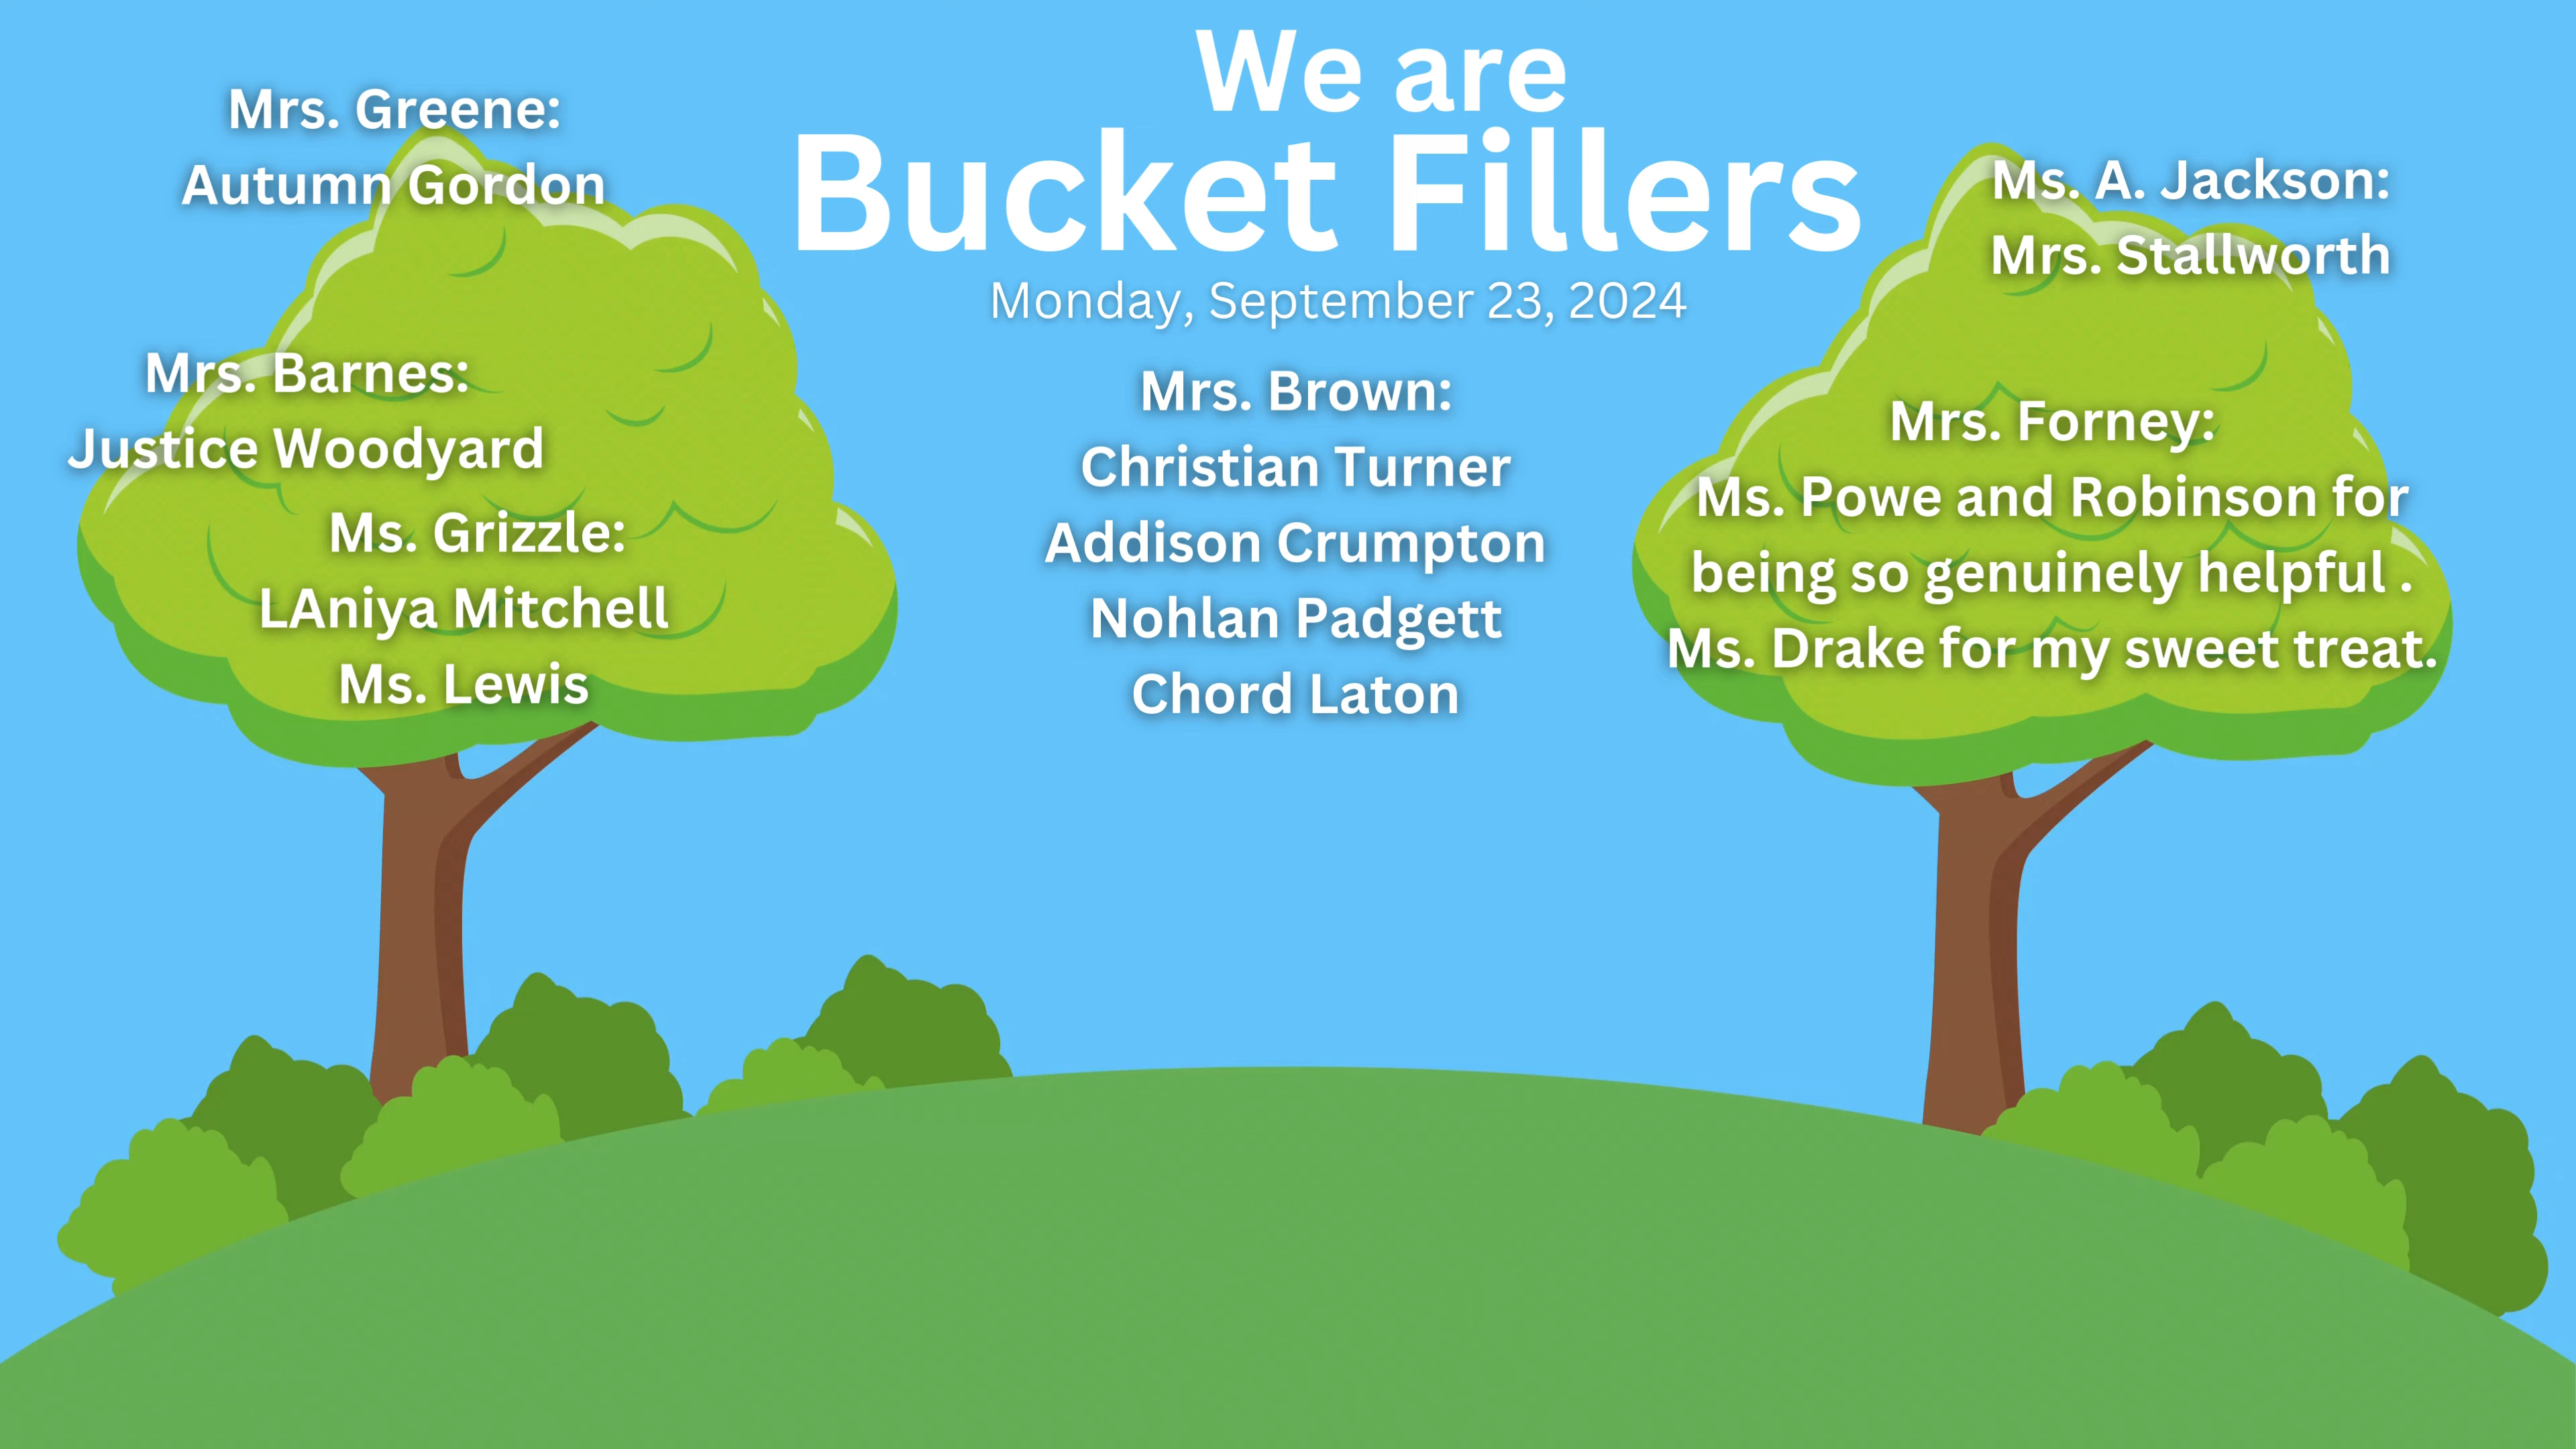 We are
Bucket Fillers
Monday, September 23, 2024
Mrs. Greene:
Autumn Gordon
Mrs. Barnes:
Justice Woodyard
Ms. Grizzle:
LAniya Mitchell
Ms. Lewis
Mrs. Brown:
Christian Turner
Addison Crumpton
Nohlan Padgett
Chord Laton
Ms. A. Jackson:
Mrs. Stallworth
Mrs. Forney:
Ms. Powe and Robinson for
being so genuinely helpful .
Ms. Drake for my sweet treat.